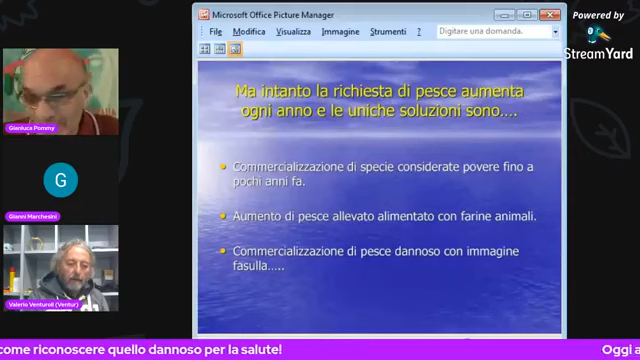 Microsoft Office Picture Manager
File Modifica Visualizza Immagine Strumenti ?
Digitare una domanda.
Powered by
StreamYard
Ma intanto la richiesta di pesce aumenta
ogni anno e le uniche soluzioni sono….
Commercializzazione di specie considerate povere fino a
pochi anni fa.
Aumento di pesce allevato alimentato con farine animali.
Commercializzazione di pesce dannoso con immagine
fasulla…..
Gianluca Pommy
G
Gianni Marchesini
Valerio Venturoli (Ventur)
come riconoscere quello dannoso per la salute!
Oggi a